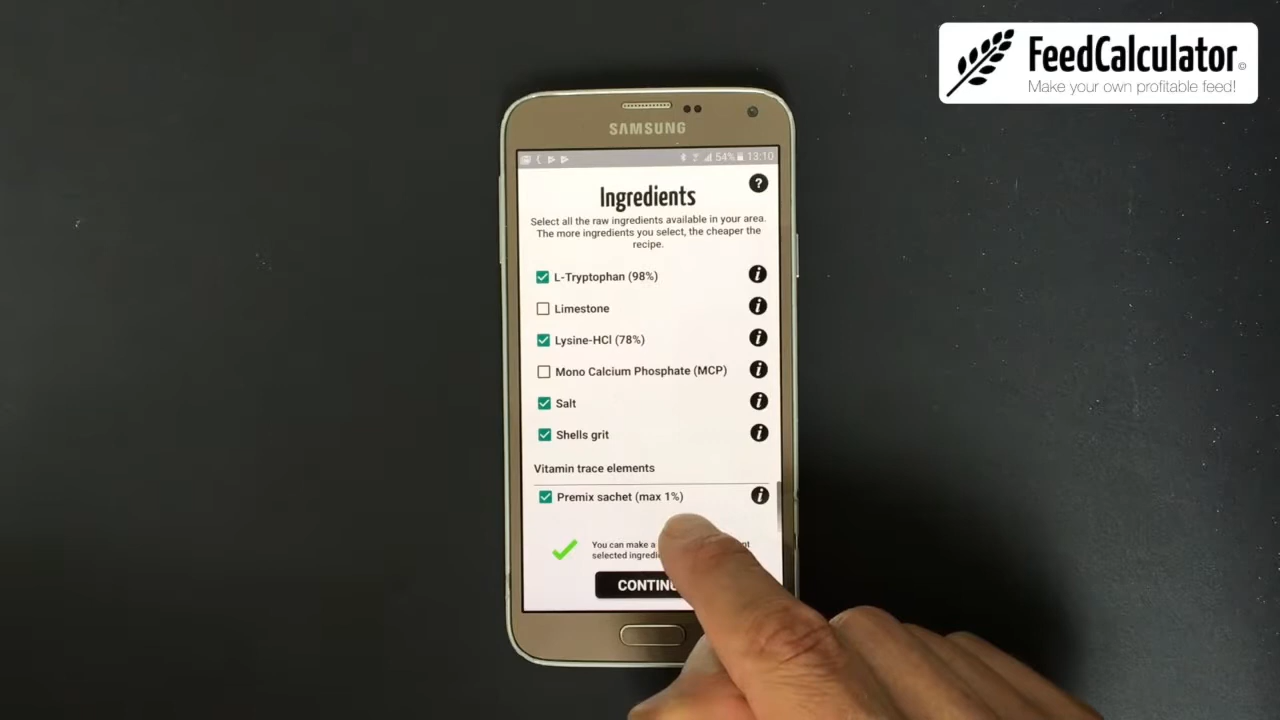 FeedCalculator©
Make your own profitable feed!
SAMSUNG
54% 13:10
Ingredients
?
Select all the raw ingredients available in your area.
The more ingredients you select, the cheaper the
recipe.
L-Tryptophan (98%) i
Limestone i
Lysine-HCl (78%) i
Mono Calcium Phosphate (MCP) i
Salt i
Shells grit i
Vitamin trace elements
Premix sachet (max 1%) i
You can make a
selected